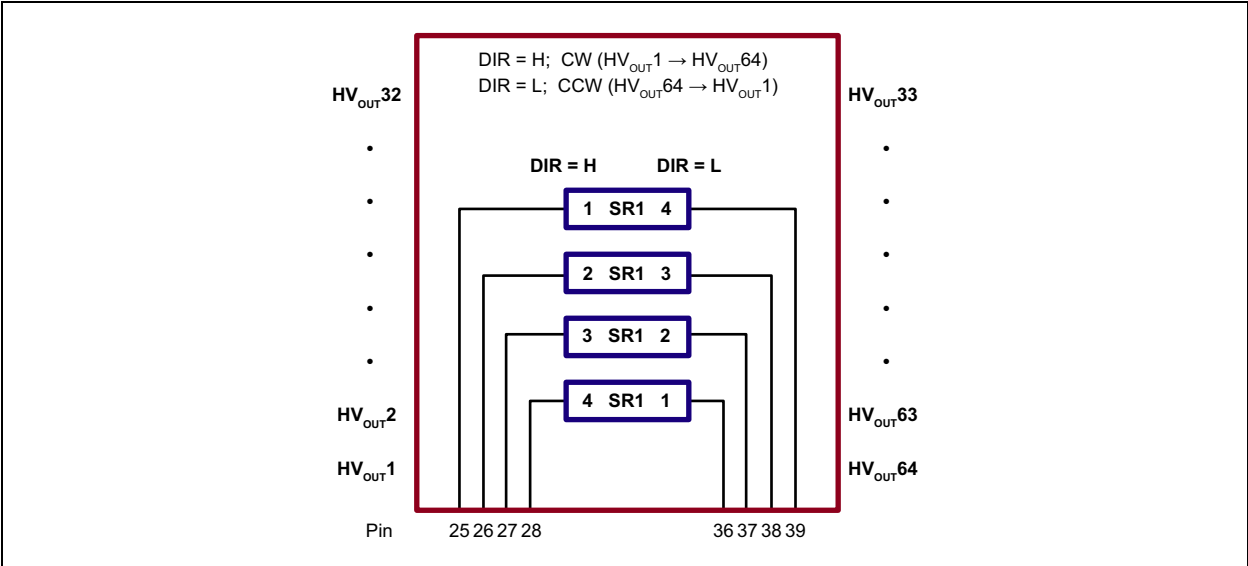 DIR = H; CW (HVOUT1 → HVOUT64)
DIR = L; CCW (HVOUT64 → HVOUT1)
HVOUT32
HVOUT33
DIR = H DIR = L
1 SR1 4
2 SR1 3
3 SR1 2
4 SR1 1
HVOUT2
HVOUT63
HVOUT1
HVOUT64
Pin 25 26 27 28 36 37 38 39